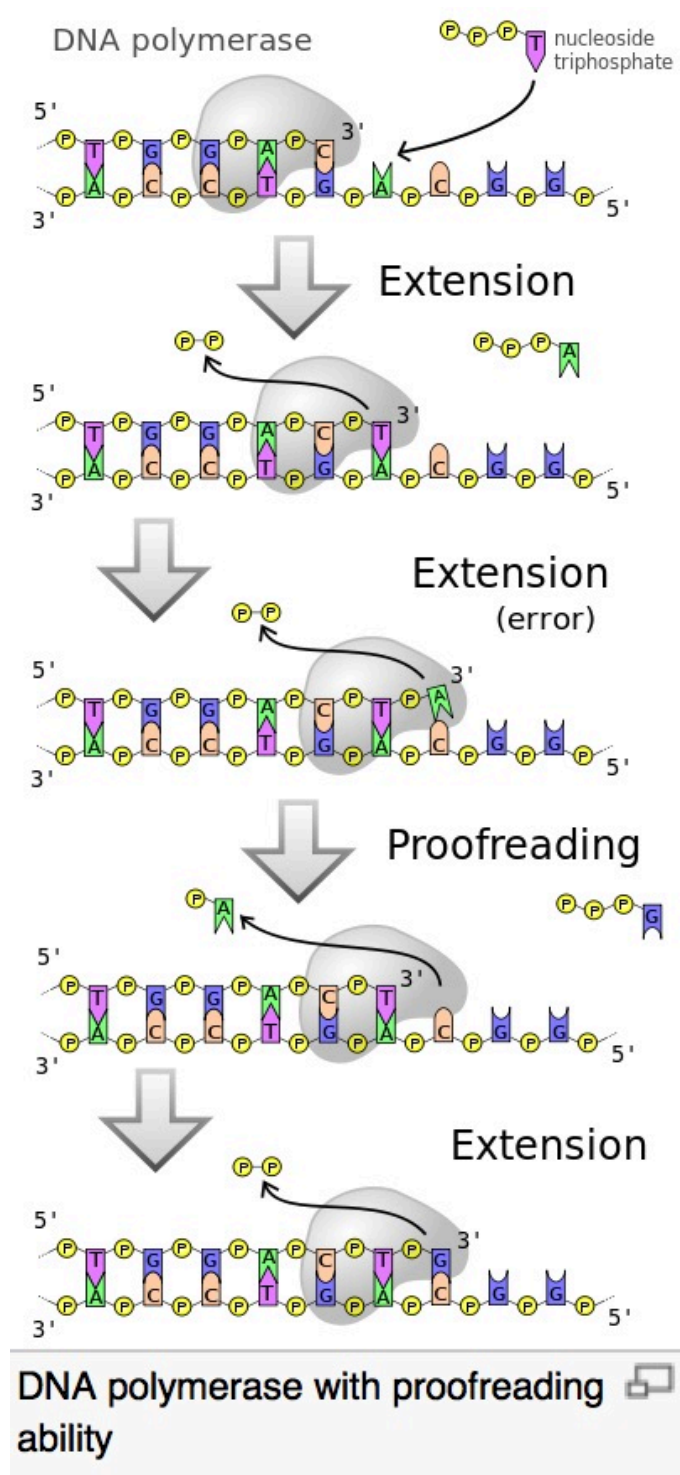 DNA polymerase
P P P T nucleoside
triphosphate
5'
3'
P T P G P G P A P C
P A P C P C P T P G P A P C P G P G P
3'
5'
Extension
P P
P P P A
5'
3'
P T P G P G P A P C P T
P A P C P C P T P G P A P C P G P G P
3'
5'
Extension
(error)
P P
5'
3'
P T P G P G P A P C P T P A
P A P C P C P T P G P A P C P G P G P
3'
5'
Proofreading
P A
P P P G
5'
3'
P T P G P G P A P C P T
P A P C P C P T P G P A P C P G P G P
3'
5'
Extension
P P
5'
3'
P T P G P G P A P C P T P G
P A P C P C P T P G P A P C P G P G P
3'
5'
DNA polymerase with proofreading
ability